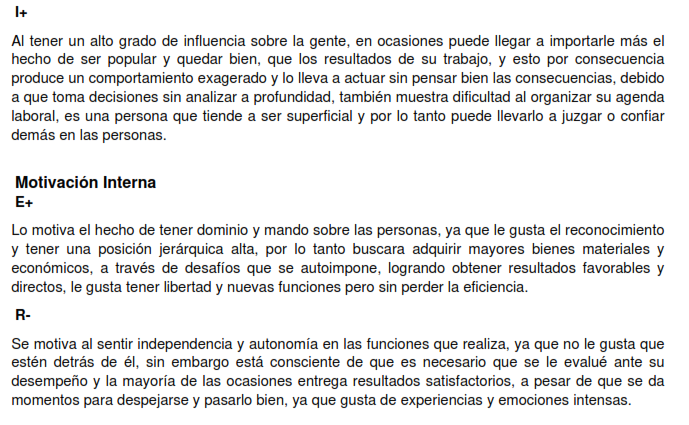 I+
Al tener un alto grado de influencia sobre la gente, en ocasiones puede llegar a importarle más el
hecho de ser popular y quedar bien, que los resultados de su trabajo, y esto por consecuencia
produce un comportamiento exagerado y lo lleva a actuar sin pensar bien las consecuencias, debido
a que toma decisiones sin analizar a profundidad, también muestra dificultad al organizar su agenda
laboral, es una persona que tiende a ser superficial y por lo tanto puede llevarlo a juzgar o confiar
demás en las personas.
Motivación Interna
E+
Lo motiva el hecho de tener dominio y mando sobre las personas, ya que le gusta el reconocimiento
y tener una posición jerárquica alta, por lo tanto buscara adquirir mayores bienes materiales y
económicos, a través de desafíos que se autoimpone, logrando obtener resultados favorables y
directos, le gusta tener libertad y nuevas funciones pero sin perder la eficiencia.
R-
Se motiva al sentir independencia y autonomía en las funciones que realiza, ya que no le gusta que
estén detrás de él, sin embargo está consciente de que es necesario que se le evalué ante su
desempeño y la mayoría de las ocasiones entrega resultados satisfactorios, a pesar de que se da
momentos para despejarse y pasarlo bien, ya que gusta de experiencias y emociones intensas.